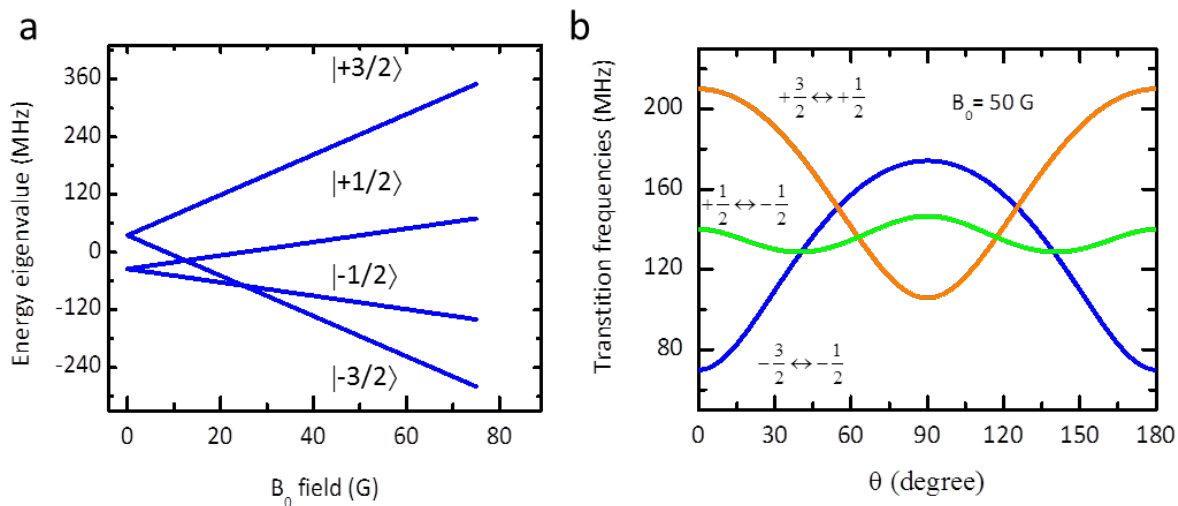 a
Energy eigenvalue (MHz)
360
240
120
0
-120
-240
|+3/2⟩
|+1/2⟩
|-1/2⟩
|-3/2⟩
0
20
40
60
80
B₀ field (G)
b
Transtition frequencies (MHz)
200
160
120
80
+3/2 ↔ +1/2
B₀= 50 G
+1/2 ↔ -1/2
-3/2 ↔ -1/2
0
30
60
90
120
150
180
θ (degree)